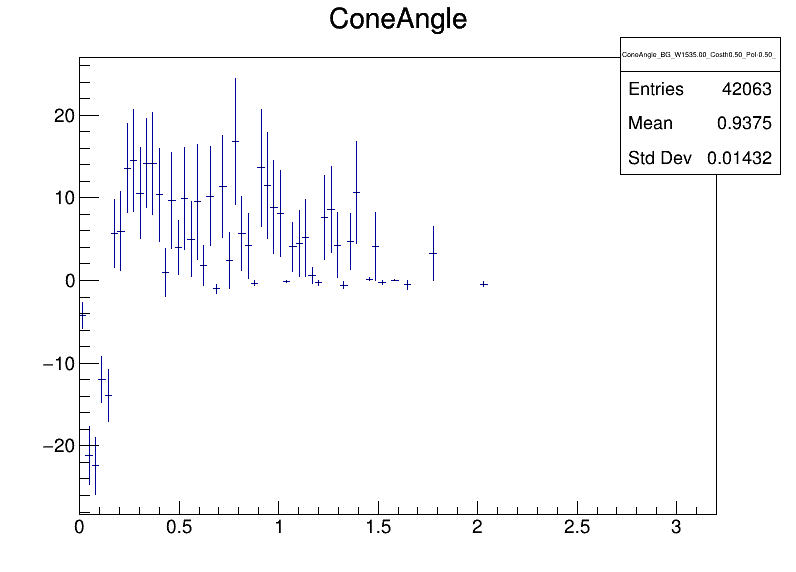 ConeAngle
ConeAngle_BG_W1535.00_Costh0.50_Pol-0.50_
Entries 42063
Mean 0.9375
Std Dev 0.01432
20
10
0
−10
−20
0 0.5 1 1.5 2 2.5 3